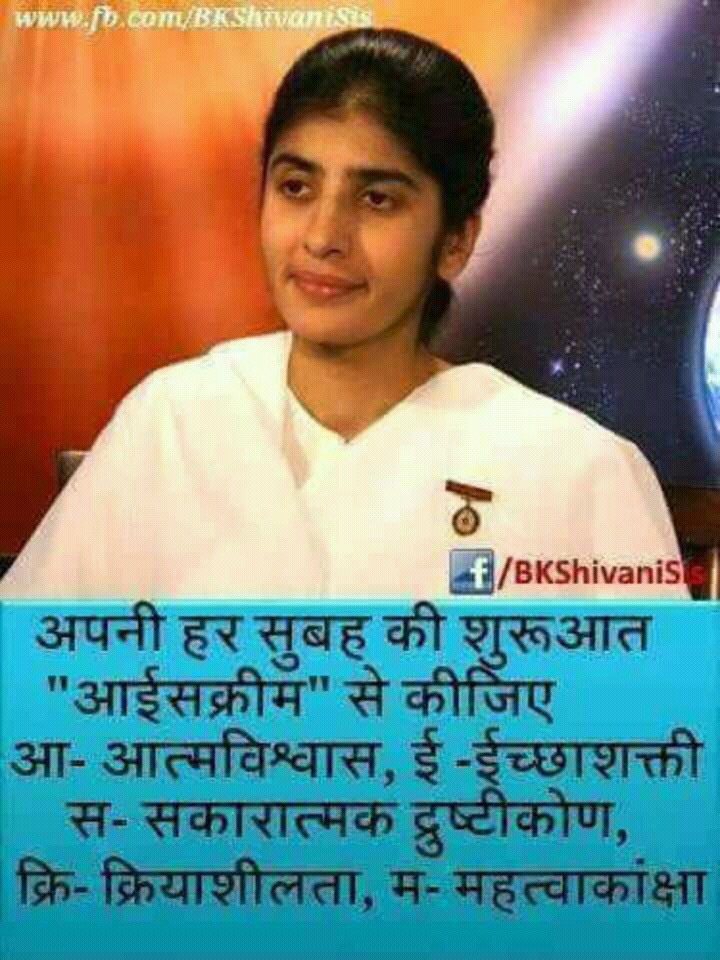 www.fb.com/BKShivaniSis
f/BKShivaniSis
अपनी हर सुबह की शुरूआत
"आईसक्रीम" से कीजिए
आ- आत्मविश्वास, ई -ईच्छाशक्ती
स- सकारात्मक द्रुष्टीकोण,
क्रि- क्रियाशीलता, म- महत्वाकांक्षा